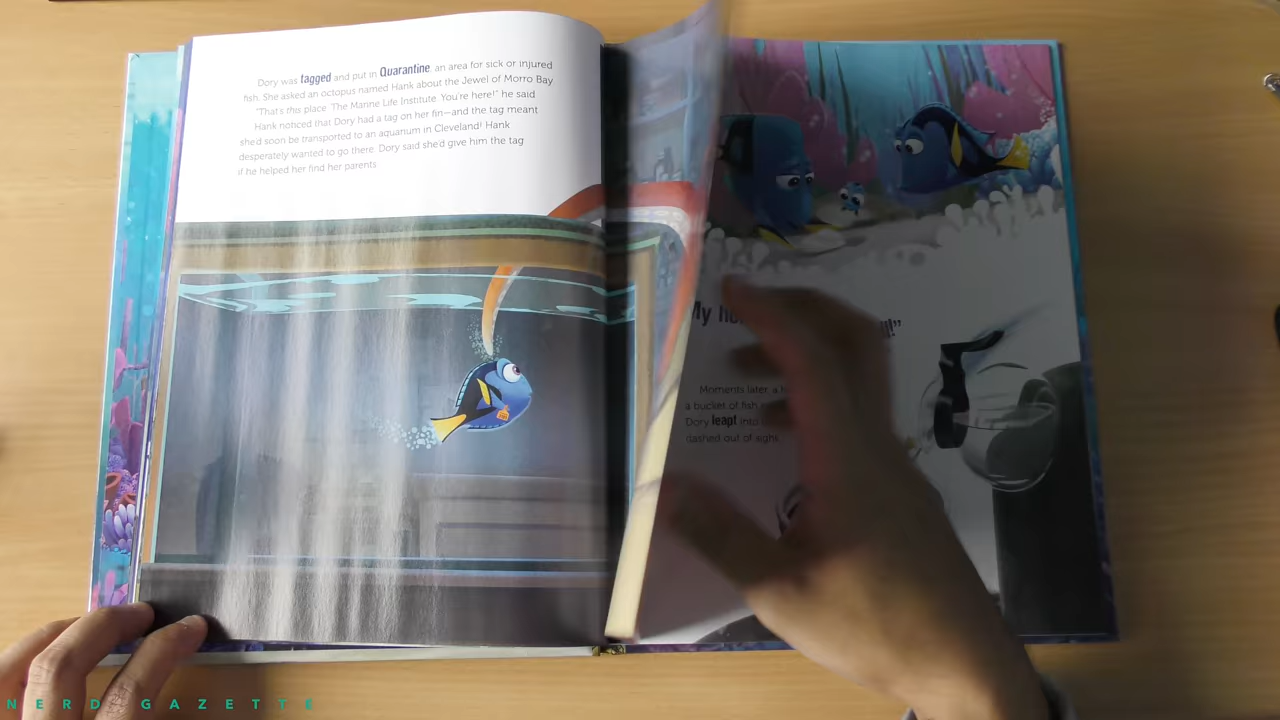 Dory was tagged and put in Quarantine, an area for sick or injured
fish. She asked an octopus named Hank about the Jewel of Morro Bay.
"That's this place. The Marine Life Institute. You're here!" he said.
Hank noticed that Dory had a tag on her fin—and the tag meant
she'd soon be transported to an aquarium in Cleveland! Hank
desperately wanted to go there. Dory said she'd give him the tag
if he helped her find her parents.
My
!"
Moments later a
a bucket of fish
Dory leapt into
dashed out of sight.
NERD GAZETTE